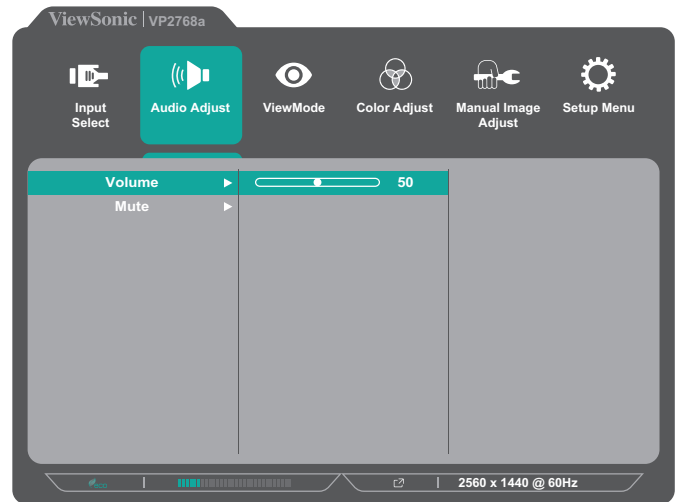 ViewSonic | VP2768a
Input Select
Audio Adjust
ViewMode
Color Adjust
Manual Image Adjust
Setup Menu
Volume 50
Mute
eco | 2560 x 1440 @ 60Hz